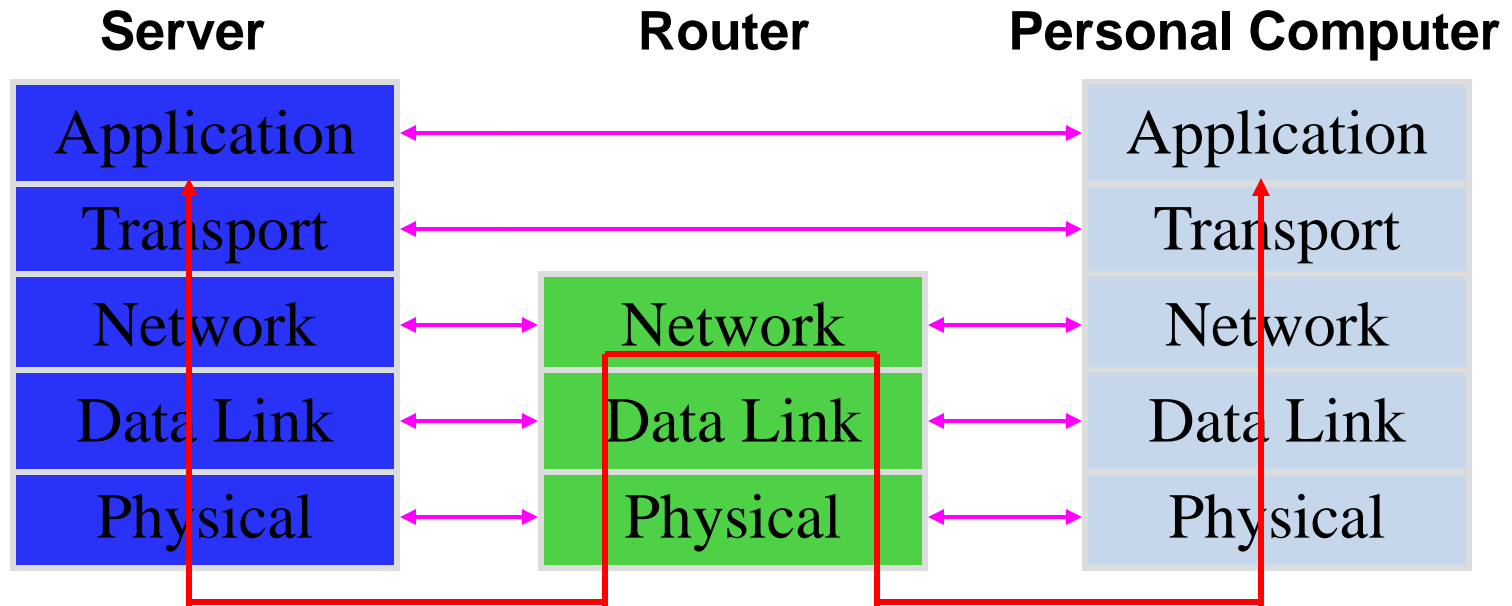 Server Router Personal Computer
Application Application
Transport Transport
Network Network Network
Data Link Data Link Data Link
Physical Physical Physical